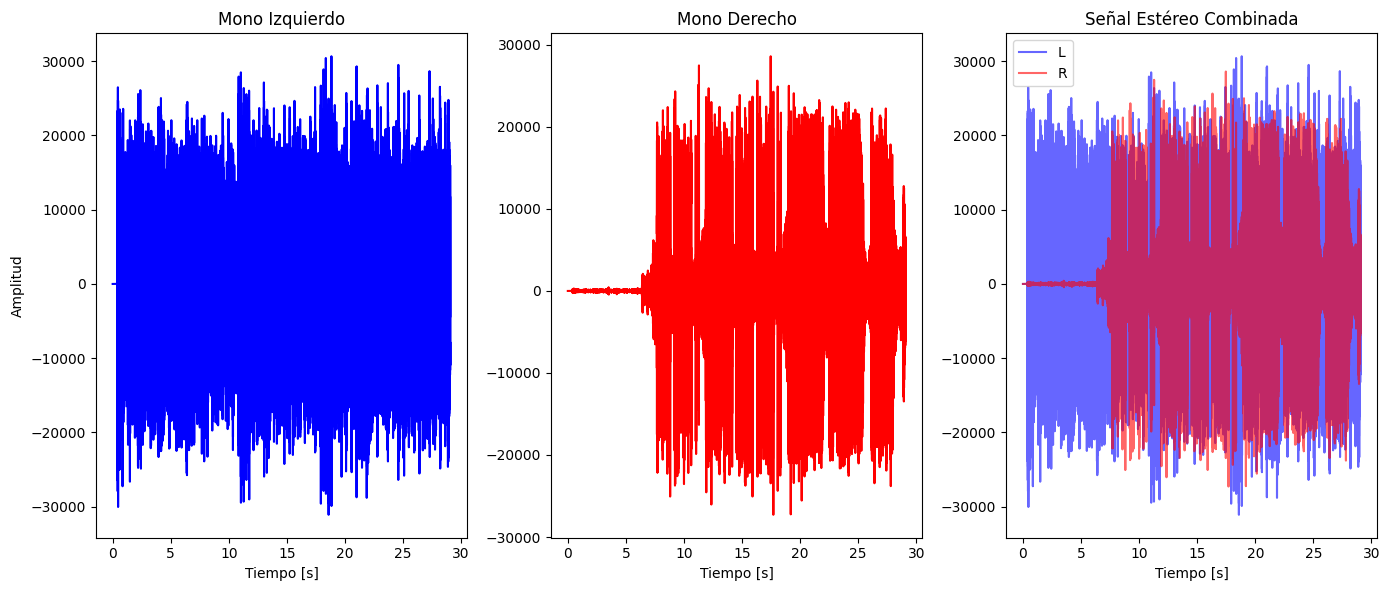 Mono Izquierdo
Mono Derecho
Señal Estéreo Combinada
Amplitud
30000
20000
10000
0
−10000
−20000
−30000
0 5 10 15 20 25 30
Tiempo [s]
30000
20000
10000
0
−10000
−20000
−30000
0 5 10 15 20 25 30
Tiempo [s]
L
R
30000
20000
10000
0
−10000
−20000
−30000
0 5 10 15 20 25 30
Tiempo [s]